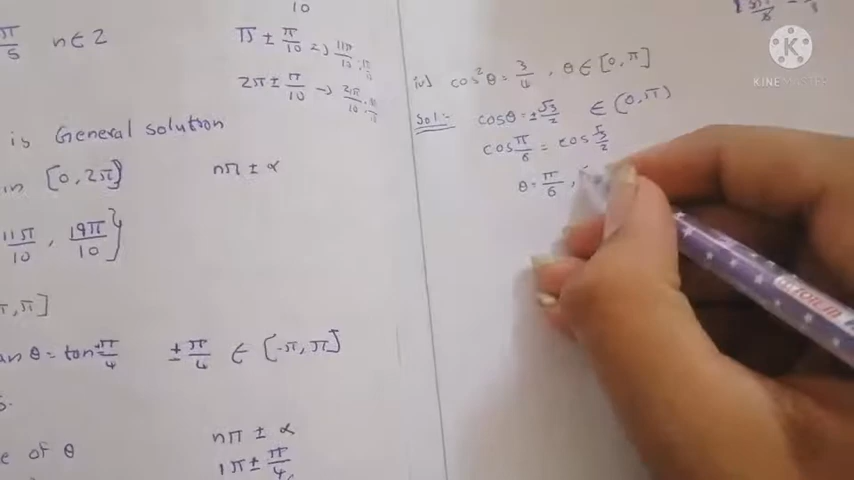 10
π/5 n∈Z
π ± π/10 ⇒ 11π/10
2π ± π/10 → 21π/10
is General solution
in [0, 2π]
nπ ± α
11π/10 , 19π/10}
π, π]
an θ = tan ±π/4 ± π/4 ∈ [-π, π]
e of θ
nπ ± α
1π ± π/4
iv) cos²θ = 3/4 , θ ∈ [0, π]
Sol:- cosθ = ±√3/2 ∈ (0, π)
cos π/6 = cos √3/2
θ = π/6 ,
K
KINEMASTER